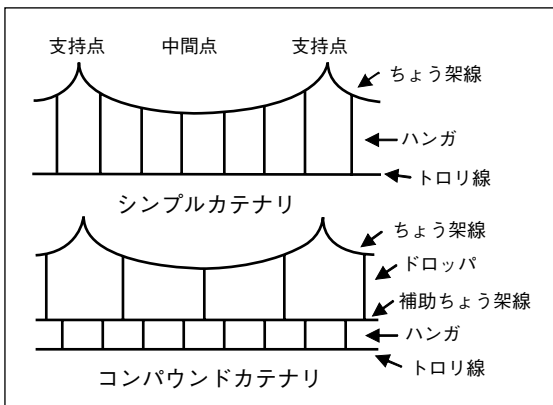 支持点 中間点 支持点
ちょう架線
ハンガ
トロリ線
シンプルカテナリ
ちょう架線
ドロッパ
補助ちょう架線
ハンガ
トロリ線
コンパウンドカテナリ